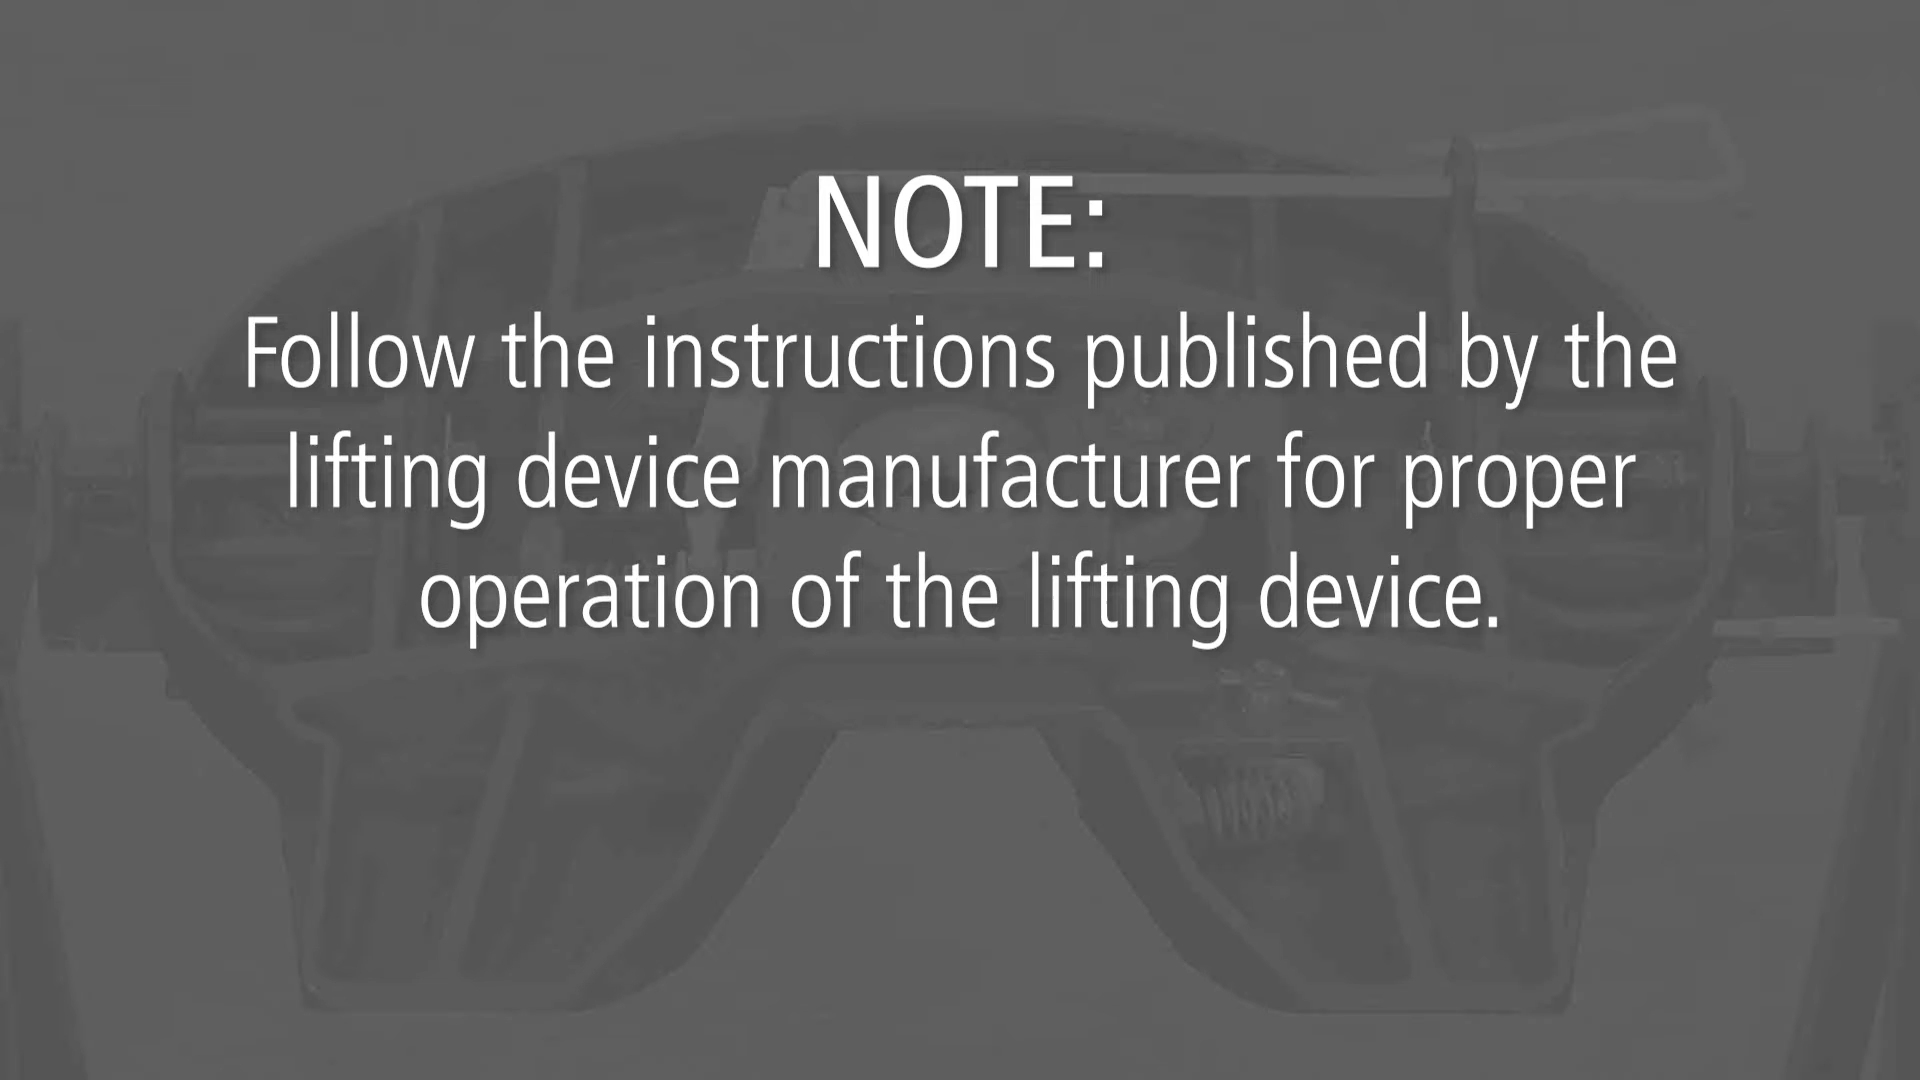 NOTE:
Follow the instructions published by the
lifting device manufacturer for proper
operation of the lifting device.